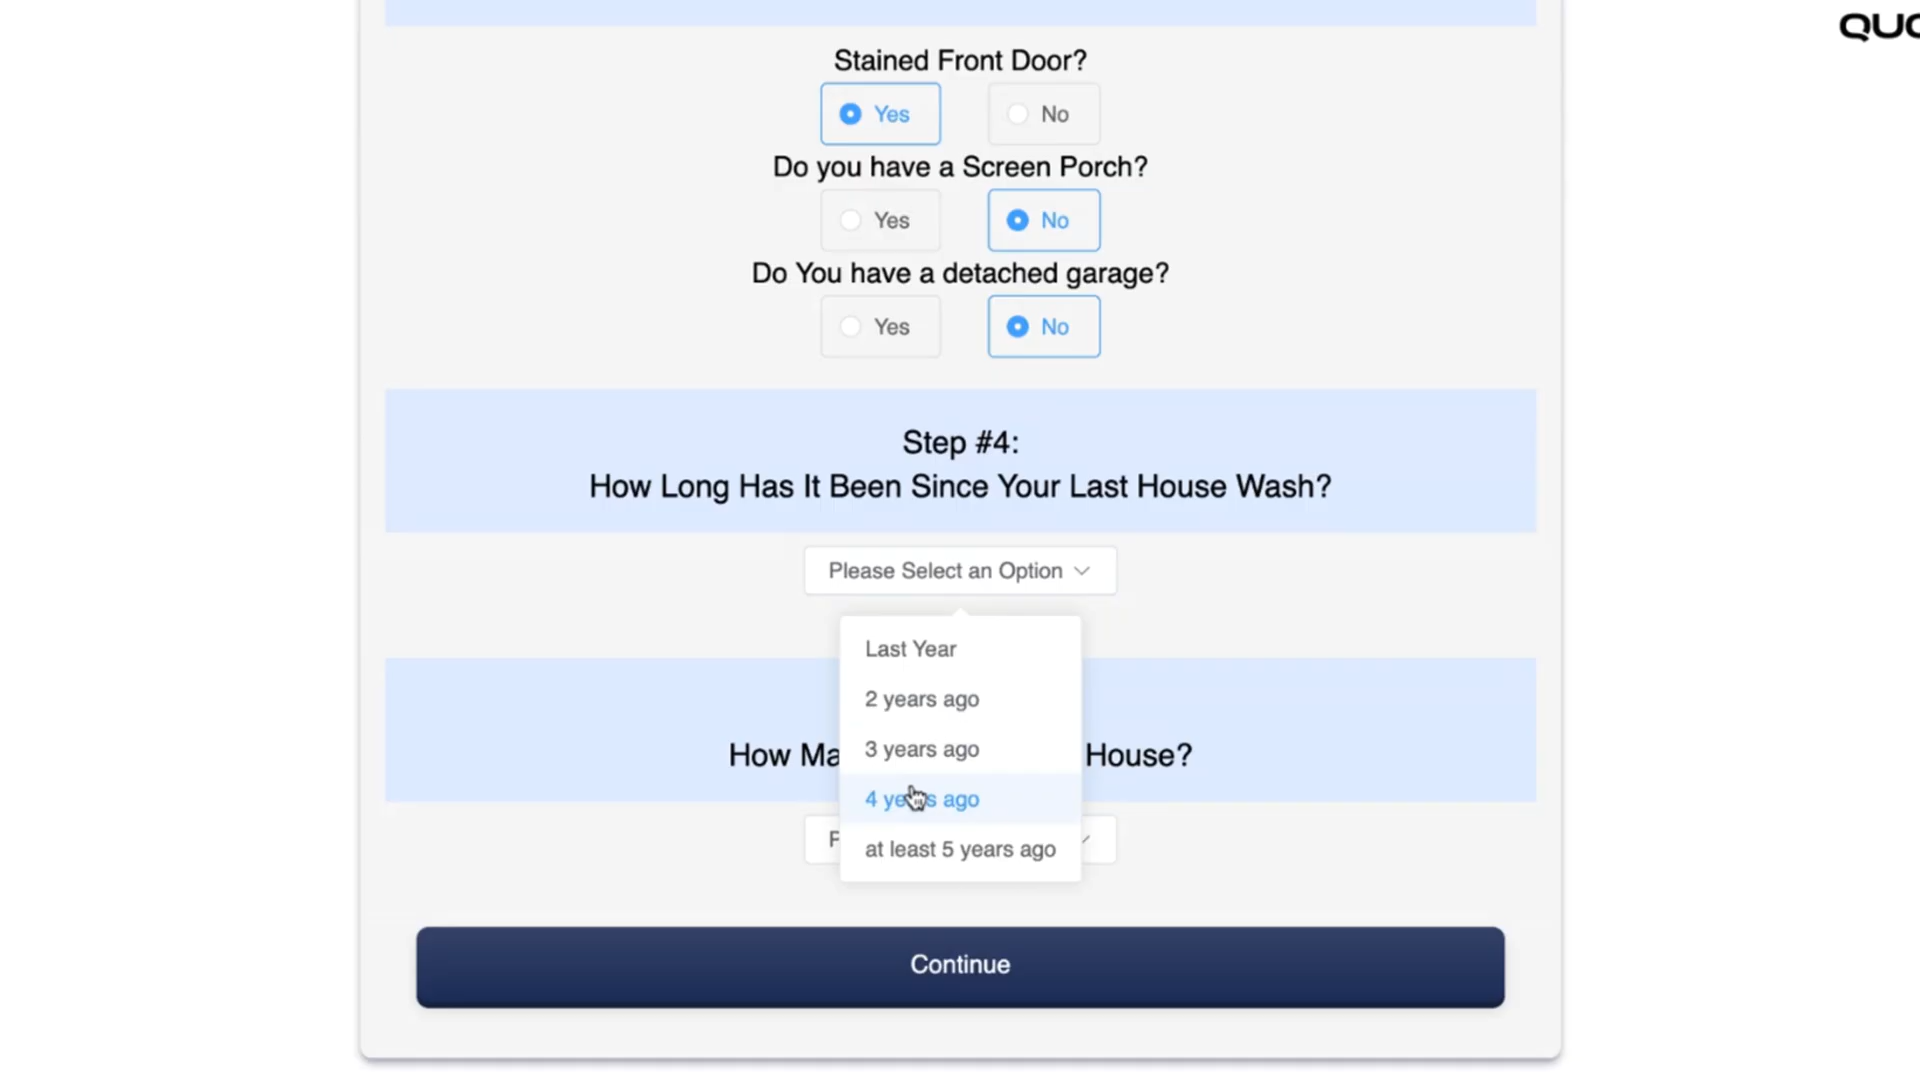 Stained Front Door?
Yes
No
Do you have a Screen Porch?
Yes
No
Do You have a detached garage?
Yes
No
Step #4:
How Long Has It Been Since Your Last House Wash?
Please Select an Option
Last Year
2 years ago
3 years ago
How House?
4 years ago
at least 5 years ago
Continue